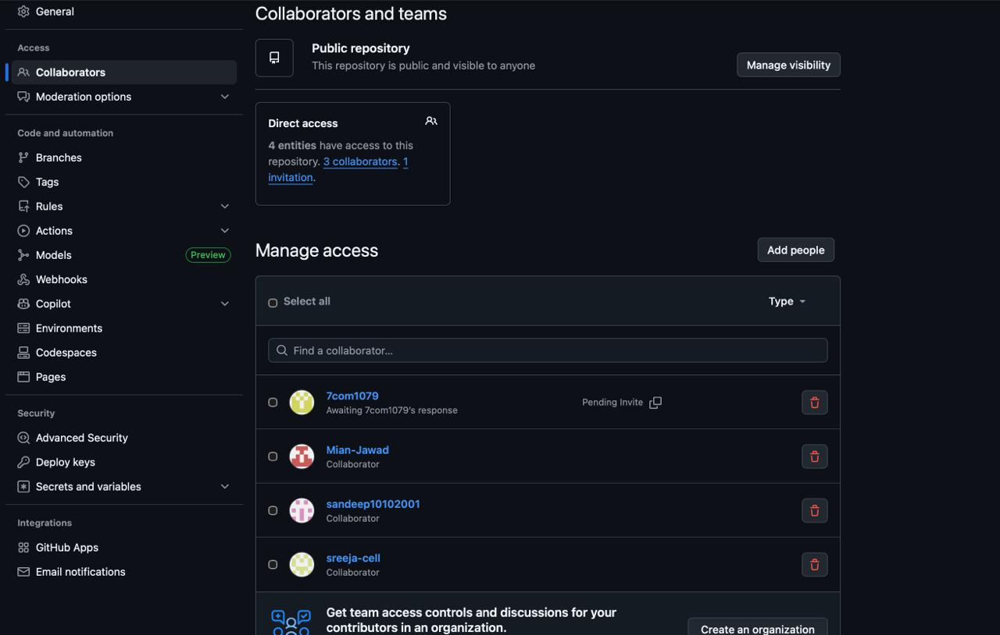 General
Access
Collaborators
Moderation options
Code and automation
Branches
Tags
Rules
Actions
Models Preview
Webhooks
Copilot
Environments
Codespaces
Pages
Security
Advanced Security
Deploy keys
Secrets and variables
Integrations
GitHub Apps
Email notifications
Collaborators and teams
Public repository
This repository is public and visible to anyone
Manage visibility
Direct access
4 entities have access to this
repository. 3 collaborators. 1
invitation.
Manage access
Add people
Select all
Type
Find a collaborator...
7com1079
Awaiting 7com1079's response
Pending Invite
Mian-Jawad
Collaborator
sandeep10102001
Collaborator
sreeja-cell
Collaborator
Get team access controls and discussions for your
contributors in an organization.
Create an organization